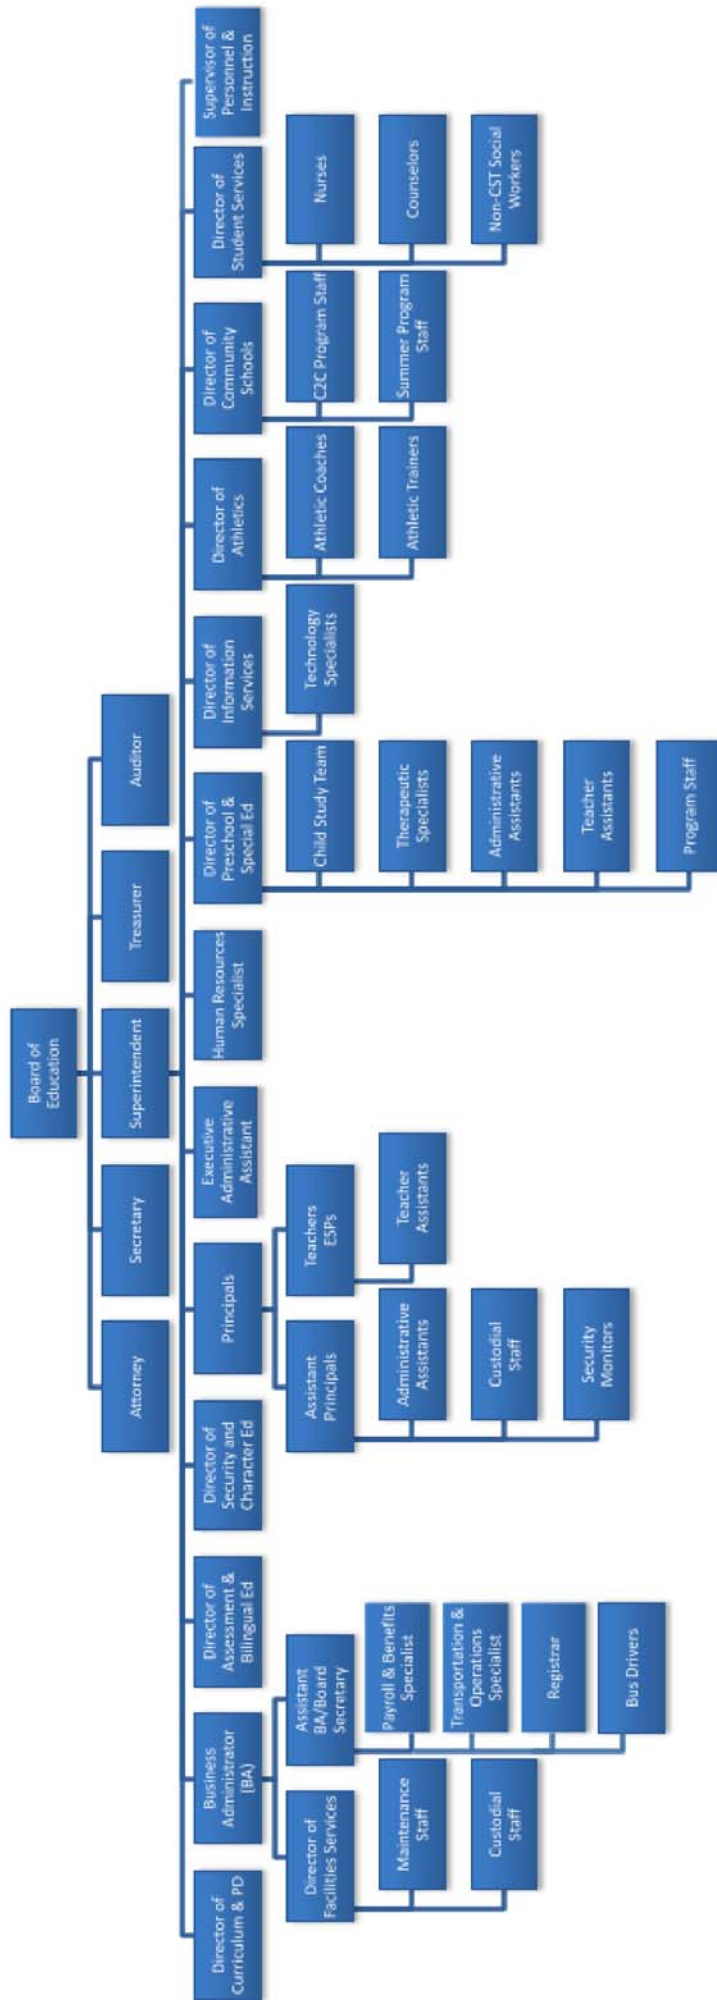 Board of
Education
Attorney
Secretary
Superintendent
Treasurer
Auditor
Director of
Curriculum & PD
Business
Administrator
(BA)
Director of
Assessment &
Bilingual Ed
Director of
Security and
Character Ed
Principals
Executive
Administrative
Assistant
Human Resources
Specialist
Director of
Preschool &
Special Ed
Director of
Information
Services
Director of
Athletics
Director of
Community
Schools
Director of
Student Services
Supervisor of
Personnel &
Instruction
Director of
Facilities Services
Assistant
BA/Board
Secretary
Assistant
Principals
Teachers
ESPs
Child Study Team
Technology
Specialists
Athletic Coaches
C2C Program Staff
Nurses
Maintenance
Staff
Payroll & Benefits
Specialist
Administrative
Assistants
Teacher
Assistants
Therapeutic
Specialists
Athletic Trainers
Summer Program
Staff
Counselors
Custodial
Staff
Transportation &
Operations
Specialist
Custodial
Staff
Administrative
Assistants
Non-CST Social
Workers
Registrar
Security
Monitors
Teacher
Assistants
Bus Drivers
Program Staff